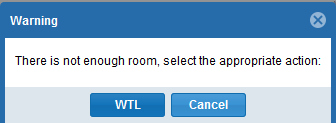 Warning
There is not enough room, select the appropriate action:
WTL
Cancel